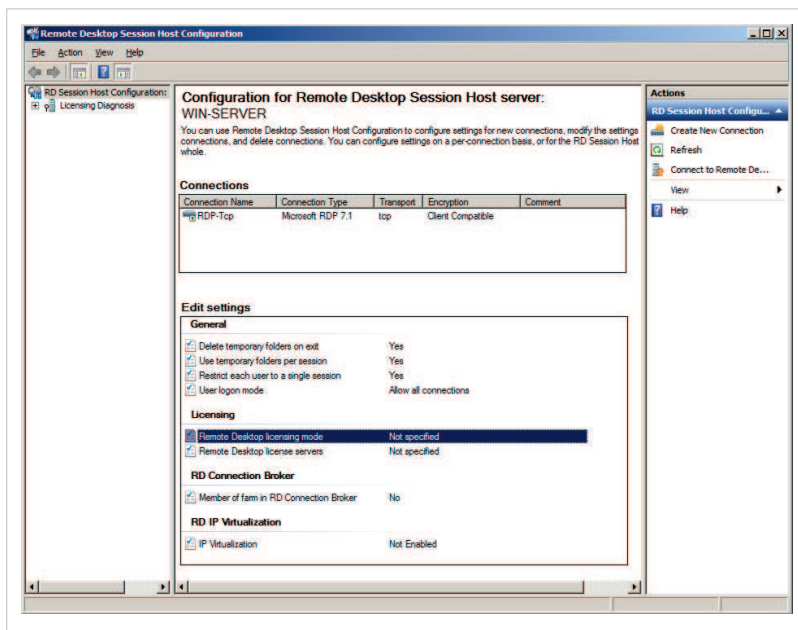 Remote Desktop Session Host Configuration
File Action View Help
RD Session Host Configuration:
Licensing Diagnosis
Configuration for Remote Desktop Session Host server:
WIN-SERVER
You can use Remote Desktop Session Host Configuration to configure settings for new connections, modify the settings
connections, and delete connections. You can configure settings on a per-connection basis, or for the RD Session Host
whole.
Connections
Connection Name Connection Type Transport Encryption Comment
RDP-Tcp Microsoft RDP 7.1 tcp Client Compatible
Edit settings
General
Delete temporary folders on exit Yes
Use temporary folders per session Yes
Restrict each user to a single session Yes
User logon mode Allow all connections
Licensing
Remote Desktop licensing mode Not specified
Remote Desktop license servers Not specified
RD Connection Broker
Member of farm in RD Connection Broker No
RD IP Virtualization
IP Virtualization Not Enabled
Actions
RD Session Host Configu...
Create New Connection
Refresh
Connect to Remote De...
View
Help